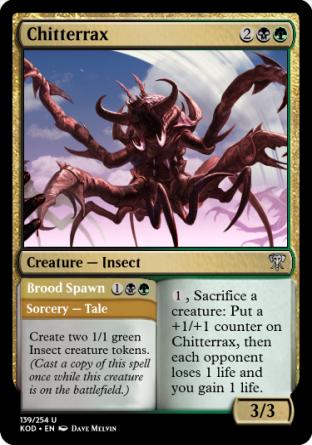 Chitterrax 2
Creature — Insect
Brood Spawn 1
Sorcery — Tale
Create two 1/1 green
Insect creature tokens.
(Cast a copy of this spell
once while this creature
is on the battlefield.)
1 , Sacrifice a
creature: Put a
+1/+1 counter on
Chitterrax, then
each opponent
loses 1 life and
you gain 1 life.
3/3
139/254 U
KOD • EN Dave Melvin